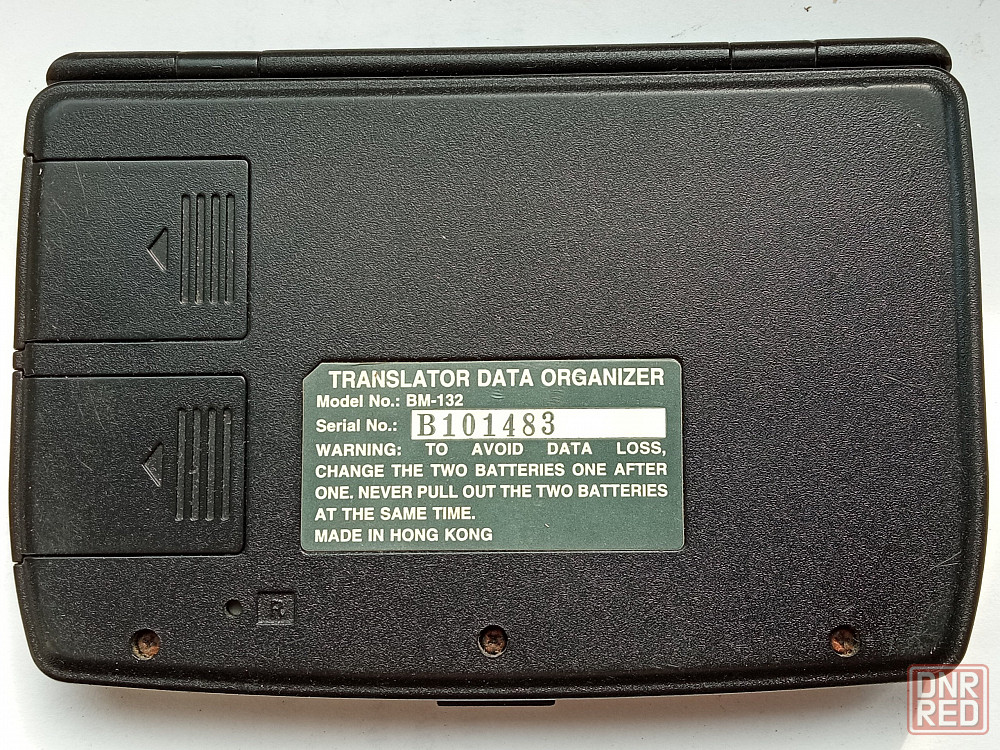 TRANSLATOR DATA ORGANIZER
Model No.: BM-132
Serial No.: B101483
WARNING: TO AVOID DATA LOSS,
CHANGE THE TWO BATTERIES ONE AFTER
ONE. NEVER PULL OUT THE TWO BATTERIES
AT THE SAME TIME.
MADE IN HONG KONG
R
DNR
RED